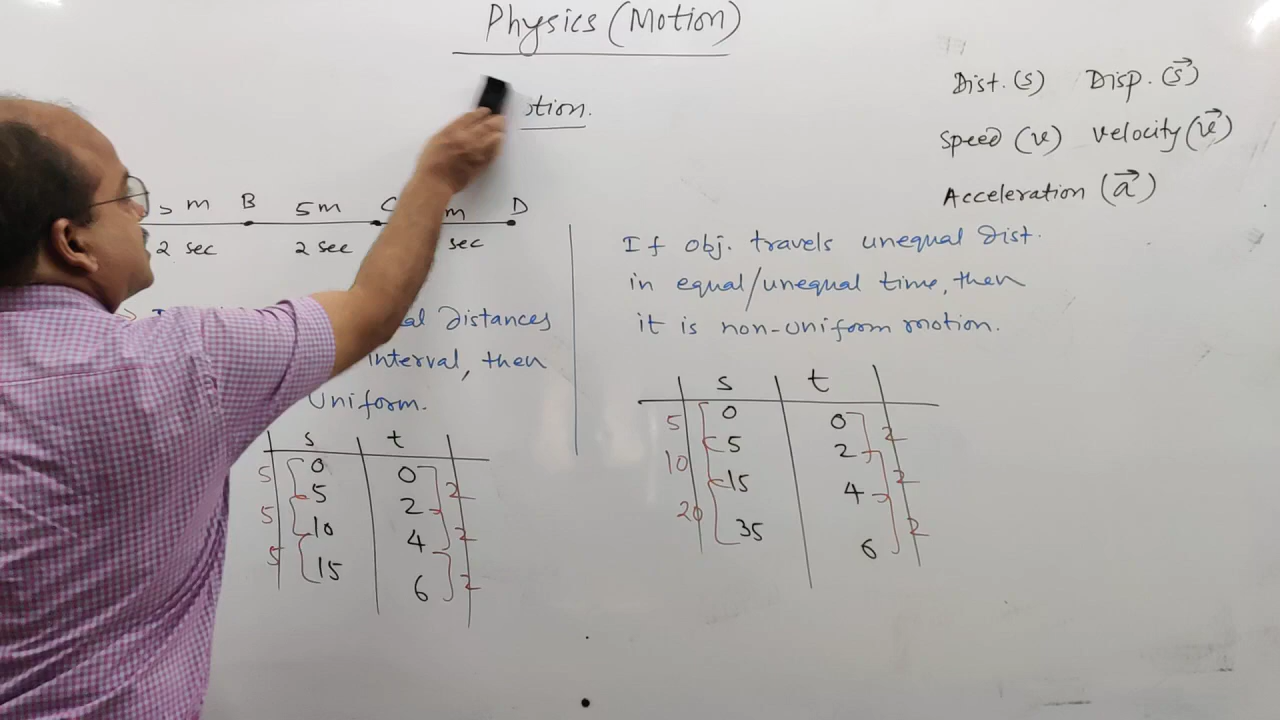 Physics (Motion)
otion.
Dist. (s) Disp. (s⃗)
Speed (v) Velocity (v⃗)
Acceleration (a⃗)
m B 5m C m D
2 sec 2 sec sec
al Distances
interval, then
Uniform.
s t
5 0 0 2
5 5 2 2
5 10 4 2
15 6
If obj. travels unequal Dist.
in equal/unequal time, then
it is non-Uniform motion.
s t
5 0 0 2
10 5 2 2
20 15 4 2
35 6